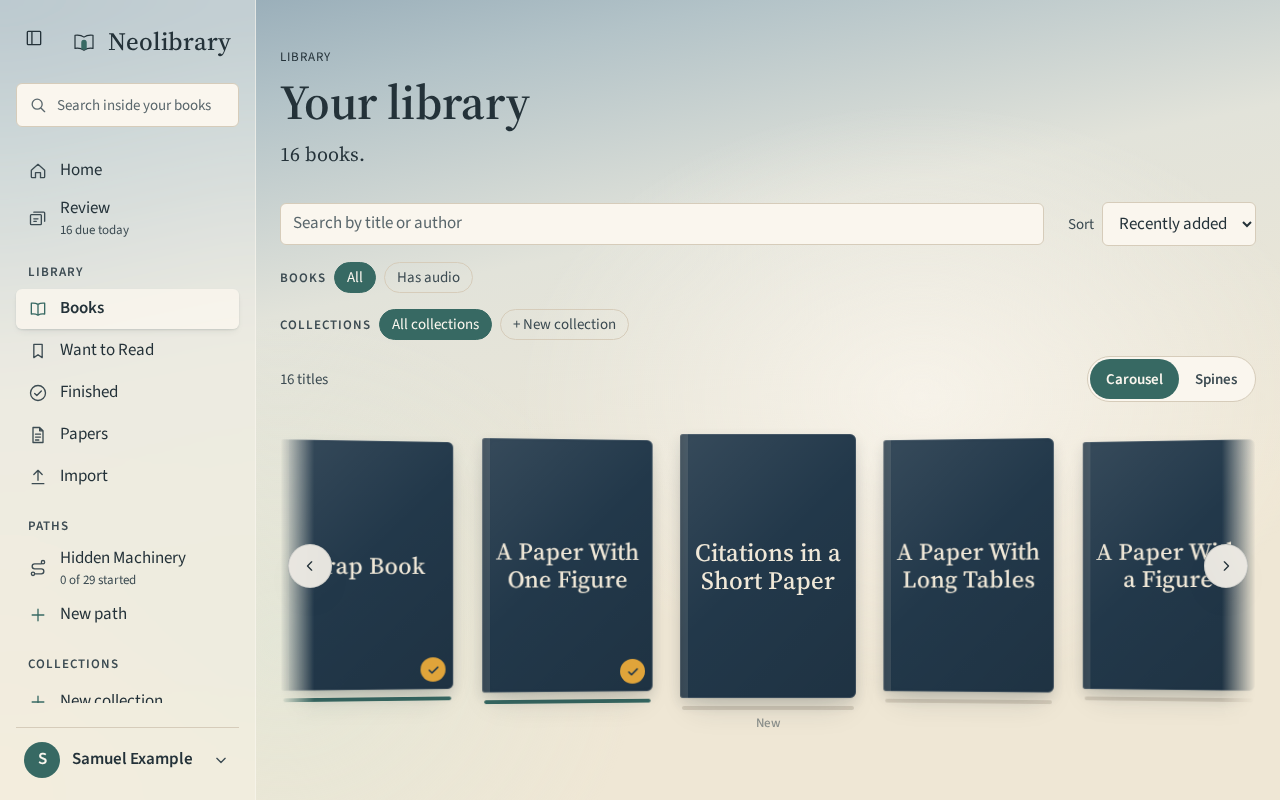 Neolibrary
Search inside your books
Home
Review
16 due today
LIBRARY
Books
Want to Read
Finished
Papers
Import
PATHS
Hidden Machinery
0 of 29 started
New path
COLLECTIONS
New collection
S
Samuel Example
LIBRARY
Your library
16 books.
Search by title or author
Sort
Recently added
BOOKS
All
Has audio
COLLECTIONS
All collections
+ New collection
16 titles
Carousel
Spines
Book
A Paper With
One Figure
Citations in a
Short Paper
A Paper With
Long Tables
A Paper With
a Figure
New